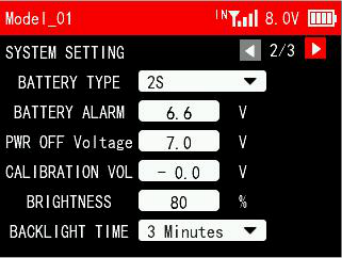 Model_01 IN 8.0V
SYSTEM SETTING 2/3
BATTERY TYPE 2S
BATTERY ALARM 6.6 V
PWR OFF Voltage 7.0 V
CALIBRATION VOL - 0.0 V
BRIGHTNESS 80 %
BACKLIGHT TIME 3 Minutes